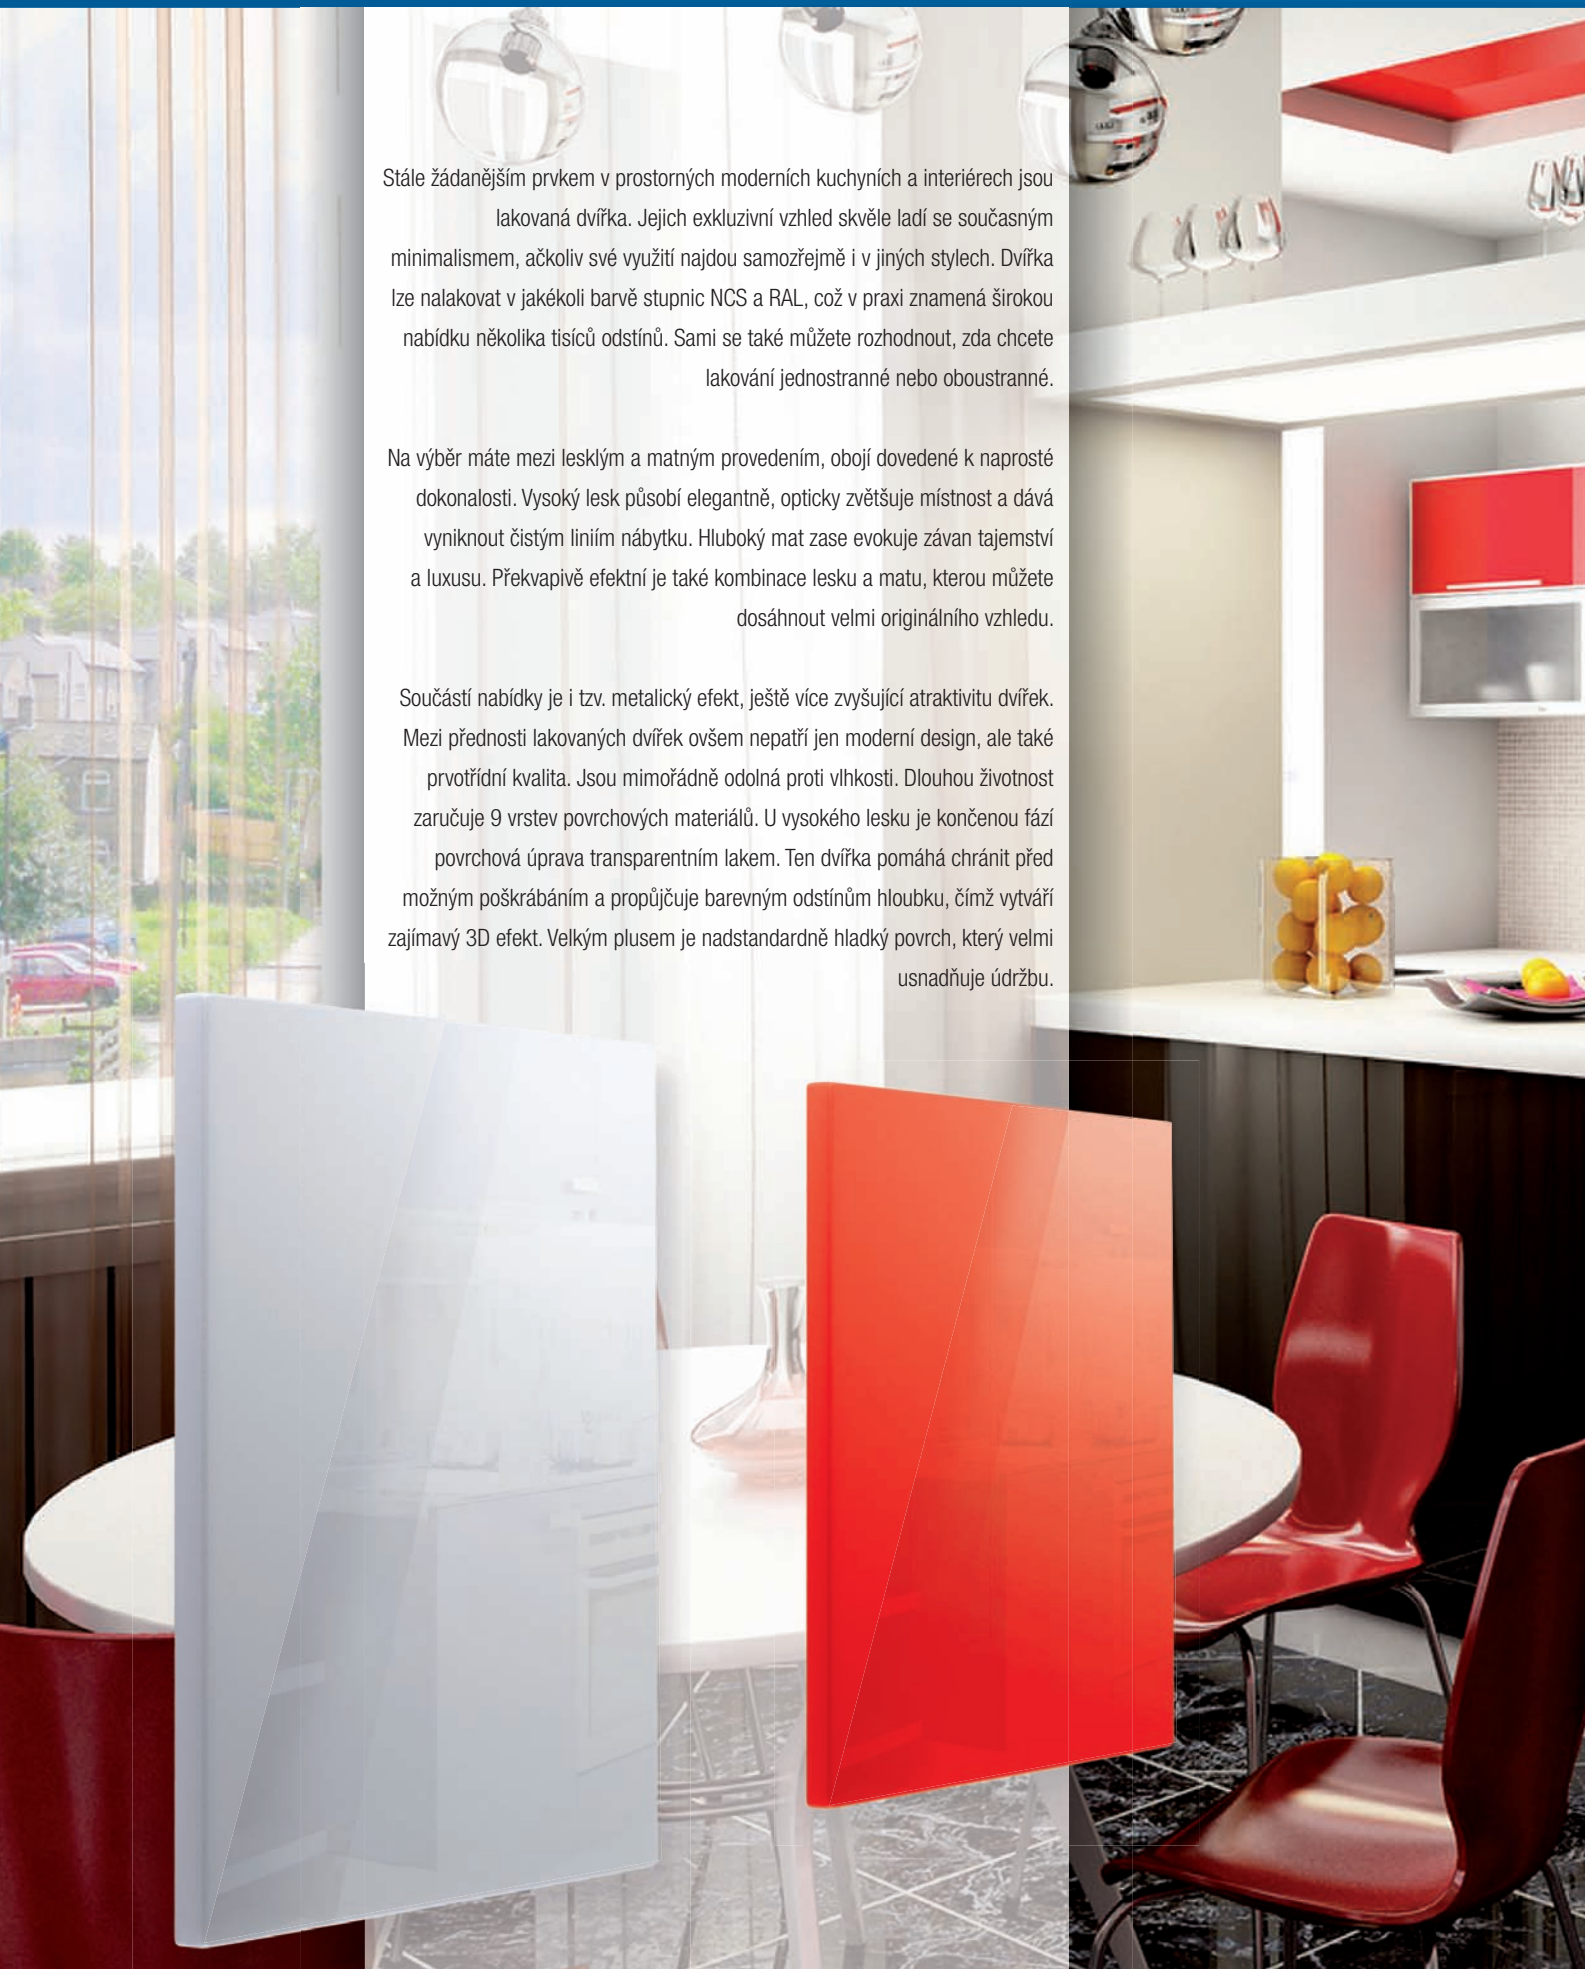 Stále žádanějším prvkem v prostorných moderních kuchyních a interiérech jsou
lakovaná dvířka. Jejich exkluzivní vzhled skvěle ladí se současným
minimalismem, ačkoliv své využití najdou samozřejmě i v jiných stylech. Dvířka
lze nalakovat v jakékoli barvě stupnic NCS a RAL, což v praxi znamená širokou
nabídku několika tisíců odstínů. Sami se také můžete rozhodnout, zda chcete
lakování jednostranné nebo oboustranné.
Na výběr máte mezi lesklým a matným provedením, obojí dovedené k naprosté
dokonalosti. Vysoký lesk působí elegantně, opticky zvětšuje místnost a dává
vyniknout čistým liniím nábytku. Hluboký mat zase evokuje závan tajemství
a luxusu. Překvapivě efektní je také kombinace lesku a matu, kterou můžete
dosáhnout velmi originálního vzhledu.
Součástí nabídky je i tzv. metalický efekt, ještě více zvyšující atraktivitu dvířek.
Mezi přednosti lakovaných dvířek ovšem nepatří jen moderní design, ale také
prvotřídní kvalita. Jsou mimořádně odolná proti vlhkosti. Dlouhou životnost
zaručuje 9 vrstev povrchových materiálů. U vysokého lesku je končenou fází
povrchová úprava transparentním lakem. Ten dvířka pomáhá chránit před
možným poškrábáním a propůjčuje barevným odstínům hloubku, čímž vytváří
zajímavý 3D efekt. Velkým plusem je nadstandardně hladký povrch, který velmi
usnadňuje údržbu.